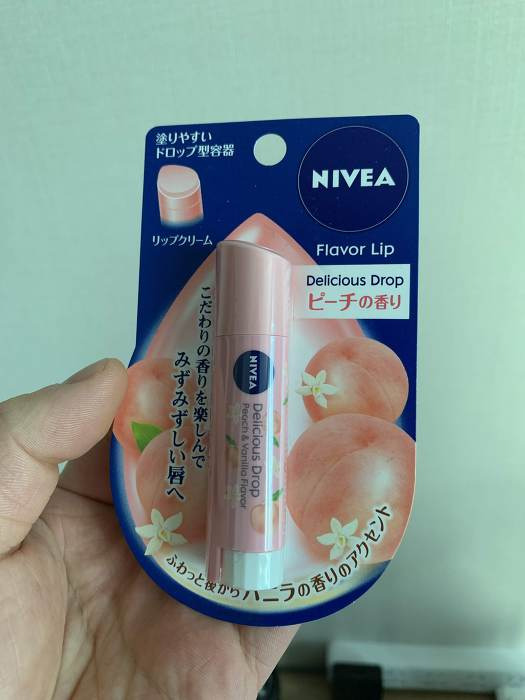 塗りやすい
ドロップ型容器
リップクリーム
NIVEA
Flavor Lip
Delicious Drop
ピーチの香り
こだわりの香りを楽しんで
みずみずしい唇へ
NIVEA
Delicious Drop
Peach & Vanilla Flavor
ふわっと後からバニラの香りのアクセント